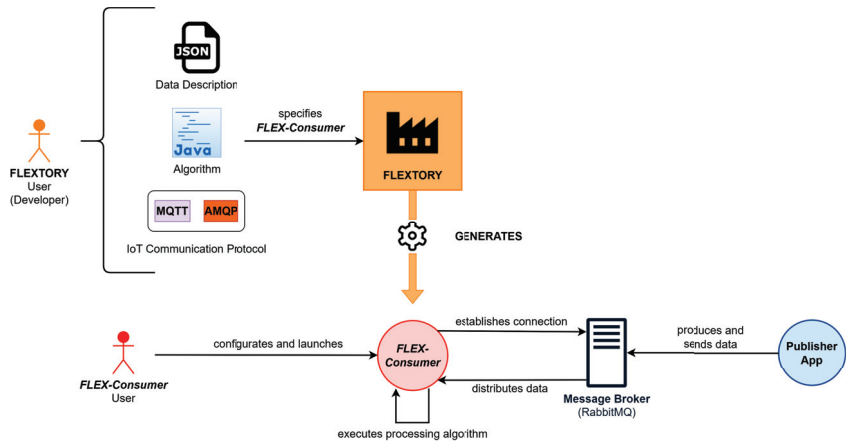 JSON
Data Description
Java
Algorithm
MQTT
AMQP
IoT Communication Protocol
FLEXTORY
User
(Developer)
specifies
FLEX-Consumer
FLEXTORY
GENERATES
FLEX-Consumer
User
configurates and launches
FLEX-
Consumer
executes processing algorithm
establishes connection
distributes data
Message Broker
(RabbitMQ)
produces and
sends data
Publisher
App